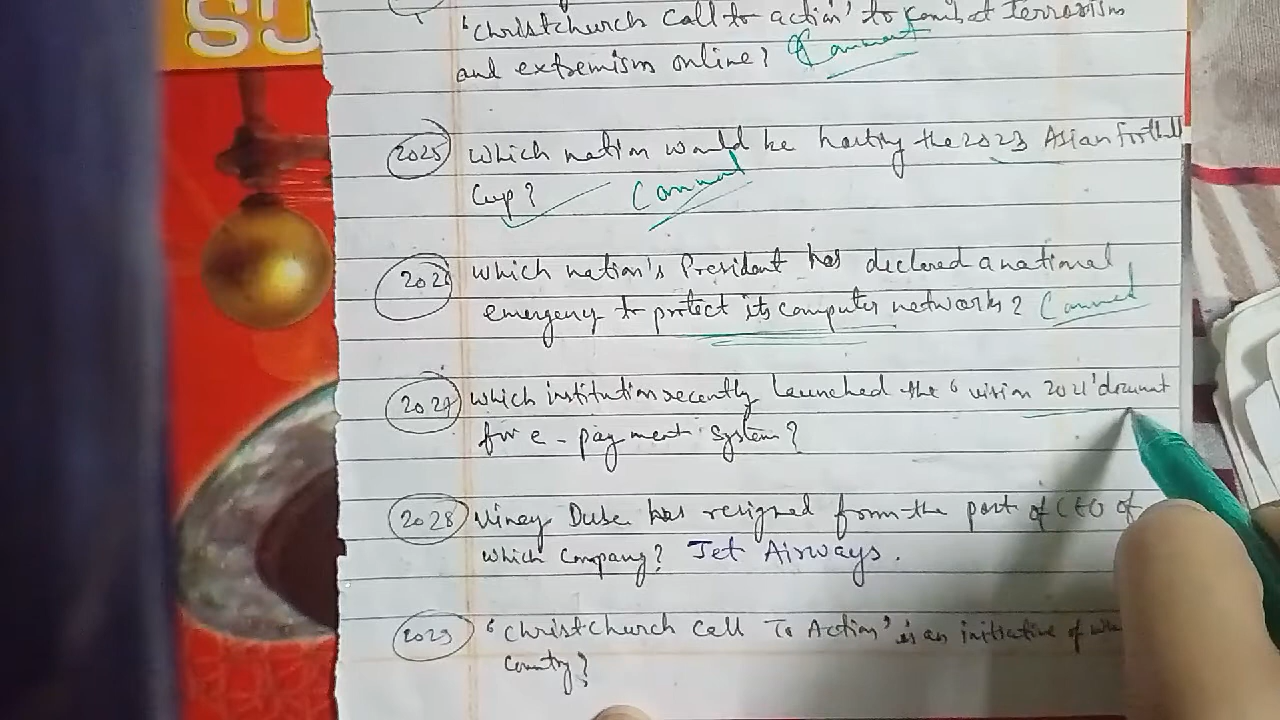 SJ
'Christchurch Call to action' to combat terrorism
and extremism online? Comment
2025 Which nation would be hosting the 2023 Asian Football
Cup? Comment
2026 Which nation's President has declared a national
emergeny to protect its computer networks? Comment
2027 Which institution recently launched the 'vision 2021' document
for e-payment system?
2028 Vinay Dube has resigned from the post of CEO of
which company? Jet Airways.
2029 'Christchurch Call To Action' is an initiative of
Country?